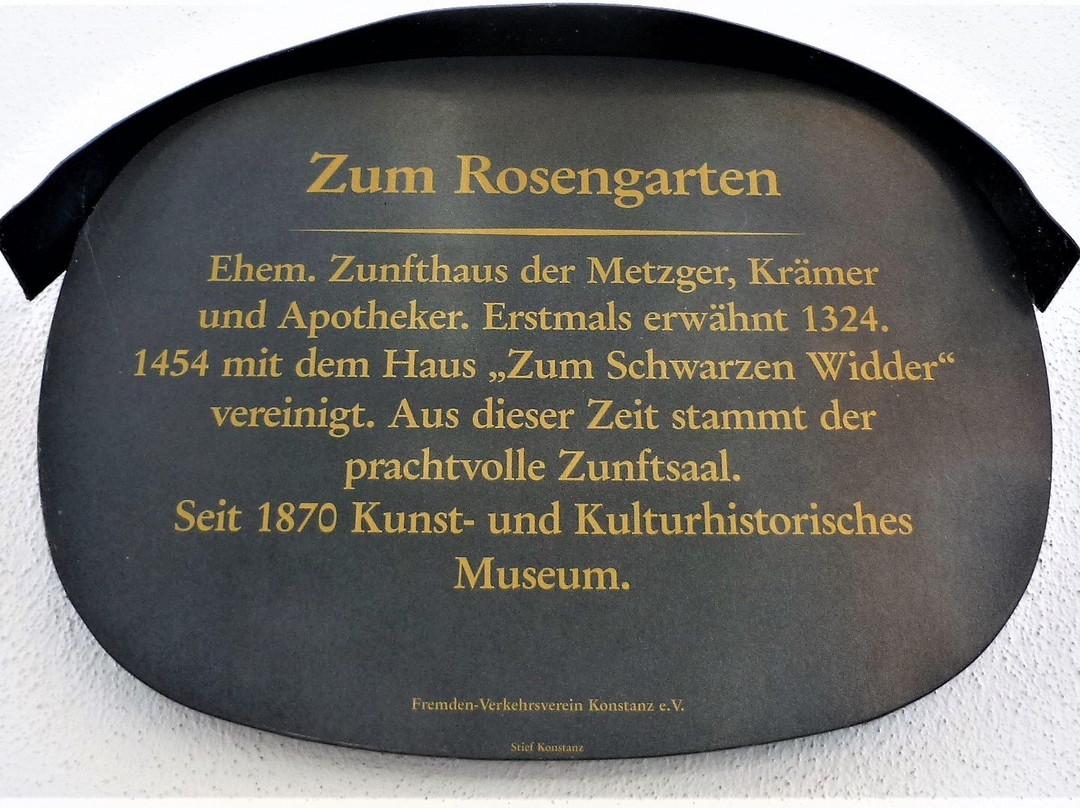 Zum Rosengarten
Ehem. Zunfthaus der Metzger, Krämer
und Apotheker. Erstmals erwähnt 1324.
1454 mit dem Haus „Zum Schwarzen Widder“
vereinigt. Aus dieser Zeit stammt der
prachtvolle Zunftsaal.
Seit 1870 Kunst- und Kulturhistorisches
Museum.
Fremden-Verkehrsverein Konstanz e.V.
Stief Konstanz